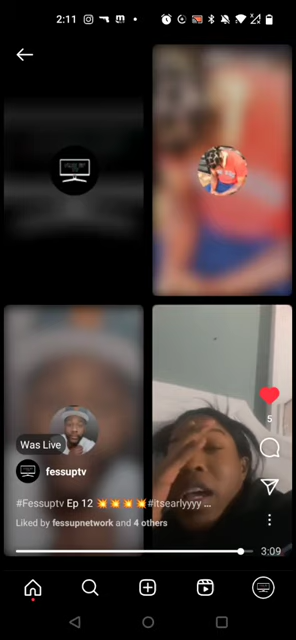 2:11
Was Live
fessuptv
5
#Fessuptv Ep 12 💥💥💥💥#itsearlyyyy ...
Liked by fessupnetwork and 4 others
3:09